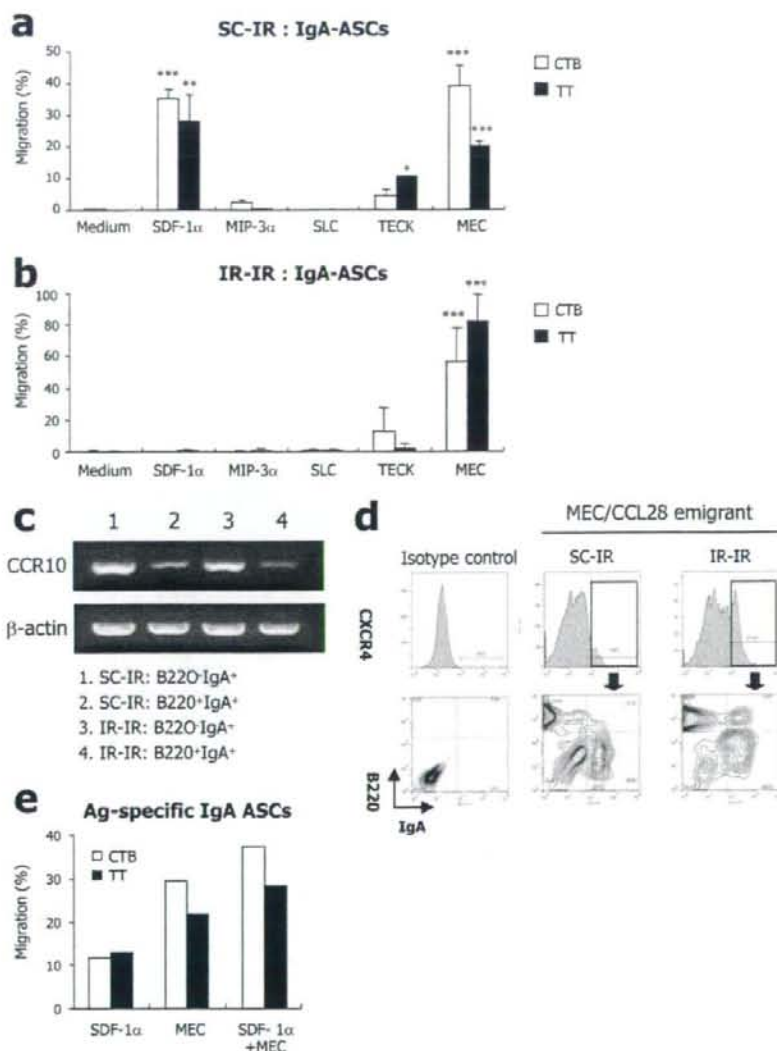 a
SC-IR : IgA-ASCs
Migration (%)
50
40
30
20
10
0
*** ** * *** ***
CTB
TT
Medium SDF-1α MIP-3α SLC TECK MEC
b
IR-IR : IgA-ASCs
Migration (%)
100
80
60
40
20
0
*** ***
CTB
TT
Medium SDF-1α MIP-3α SLC TECK MEC
c
1 2 3 4
CCR10
β-actin
1. SC-IR: B220⁻IgA⁺
2. SC-IR: B220⁺IgA⁺
3. IR-IR: B220⁻IgA⁺
4. IR-IR: B220⁺IgA⁺
d
MEC/CCL28 emigrant
Isotype control SC-IR IR-IR
CXCR4
B220
IgA
e
Ag-specific IgA ASCs
Migration (%)
40
30
20
10
0
CTB
TT
SDF-1α MEC SDF- 1α
+MEC